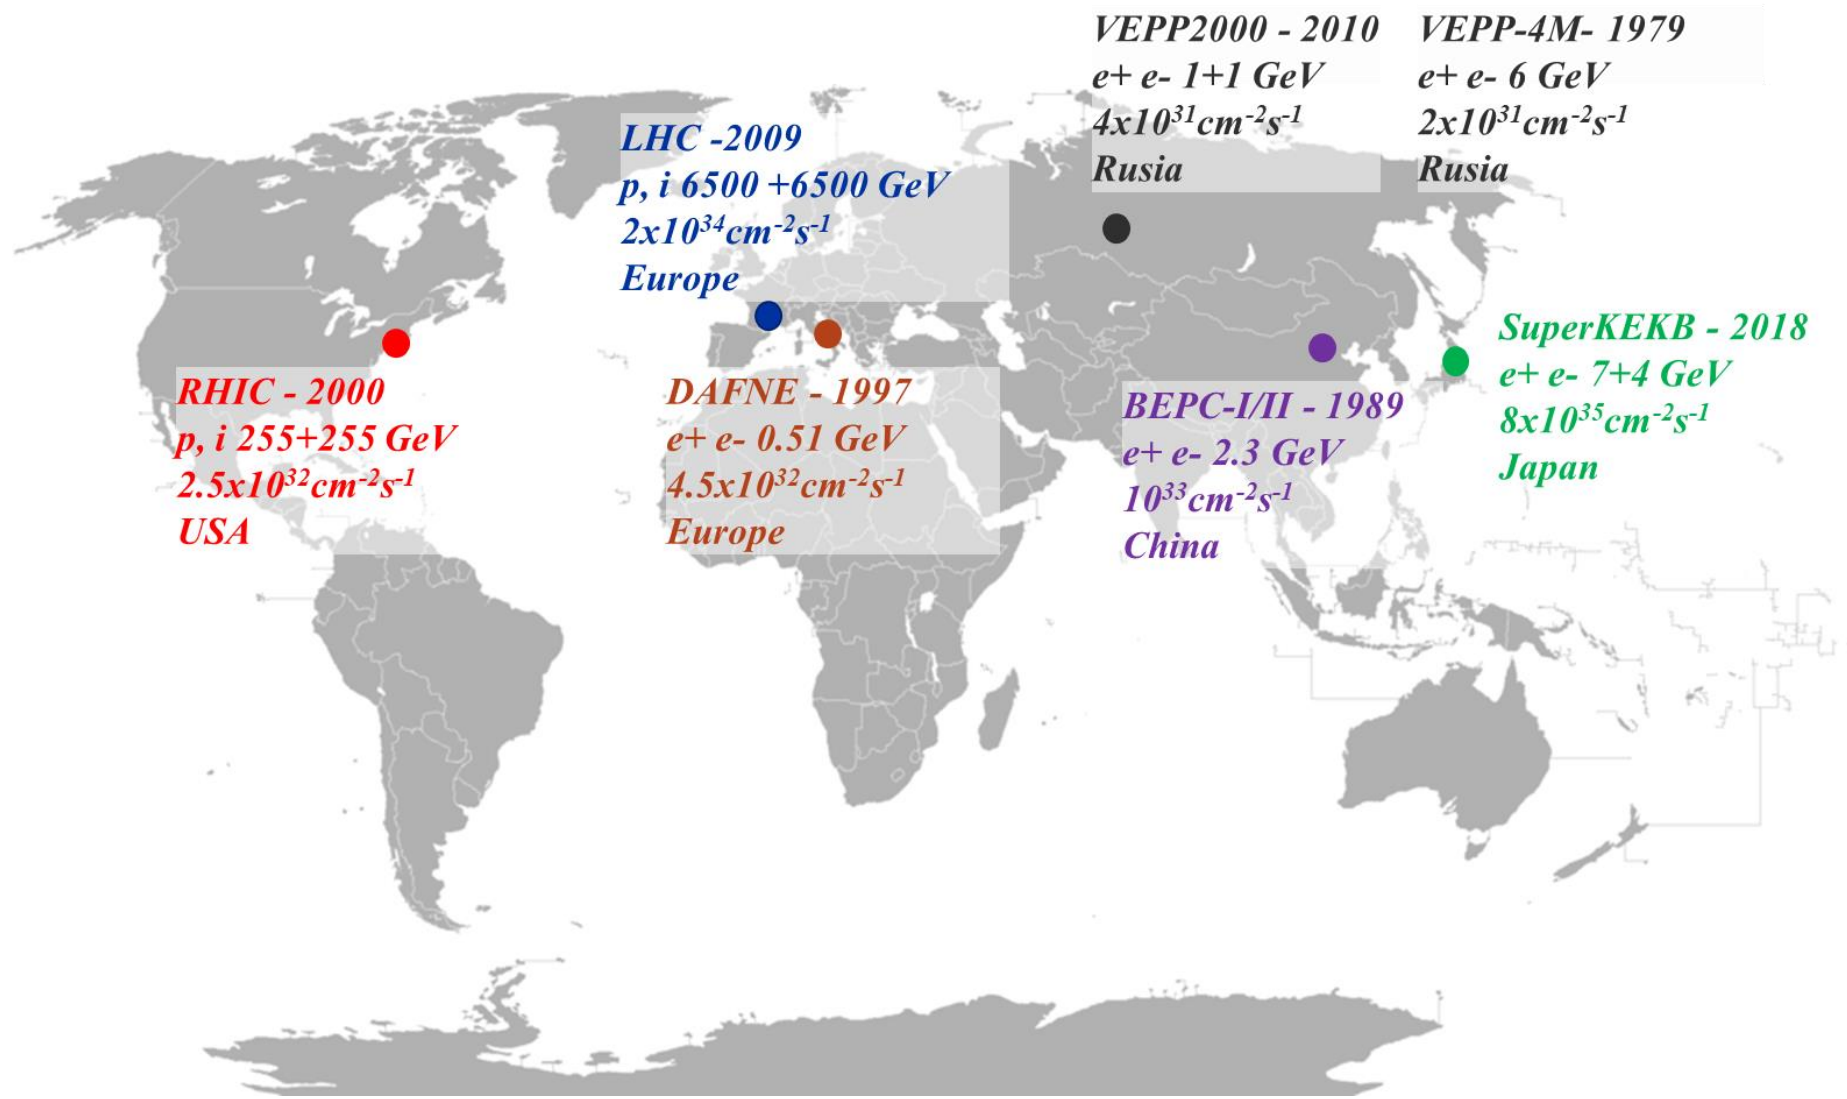 VEPP2000 - 2010
e+ e- 1+1 GeV
4x10³¹cm⁻²s⁻¹
Rusia
VEPP-4M- 1979
e+ e- 6 GeV
2x10³¹cm⁻²s⁻¹
Rusia
LHC -2009
p, i 6500 +6500 GeV
2x10³⁴cm⁻²s⁻¹
Europe
SuperKEKB - 2018
e+ e- 7+4 GeV
8x10³⁵cm⁻²s⁻¹
Japan
RHIC - 2000
p, i 255+255 GeV
2.5x10³²cm⁻²s⁻¹
USA
DAFNE - 1997
e+ e- 0.51 GeV
4.5x10³²cm⁻²s⁻¹
Europe
BEPC-I/II - 1989
e+ e- 2.3 GeV
10³³cm⁻²s⁻¹
China